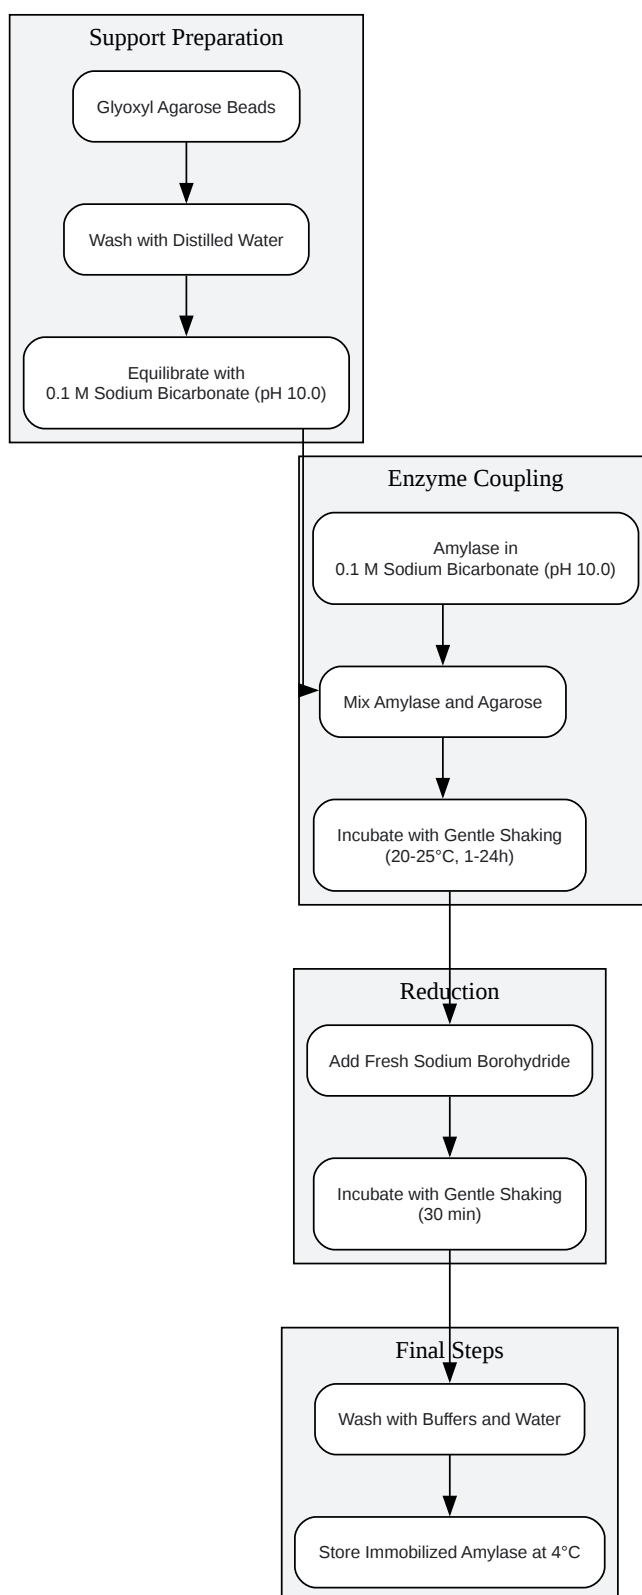 Support Preparation
Glyoxyl Agarose Beads
Wash with Distilled Water
Equilibrate with
0.1 M Sodium Bicarbonate (pH 10.0)
Enzyme Coupling
Amylase in
0.1 M Sodium Bicarbonate (pH 10.0)
Mix Amylase and Agarose
Incubate with Gentle Shaking
(20-25°C, 1-24h)
Reduction
Add Fresh Sodium Borohydride
Incubate with Gentle Shaking
(30 min)
Final Steps
Wash with Buffers and Water
Store Immobilized Amylase at 4°C